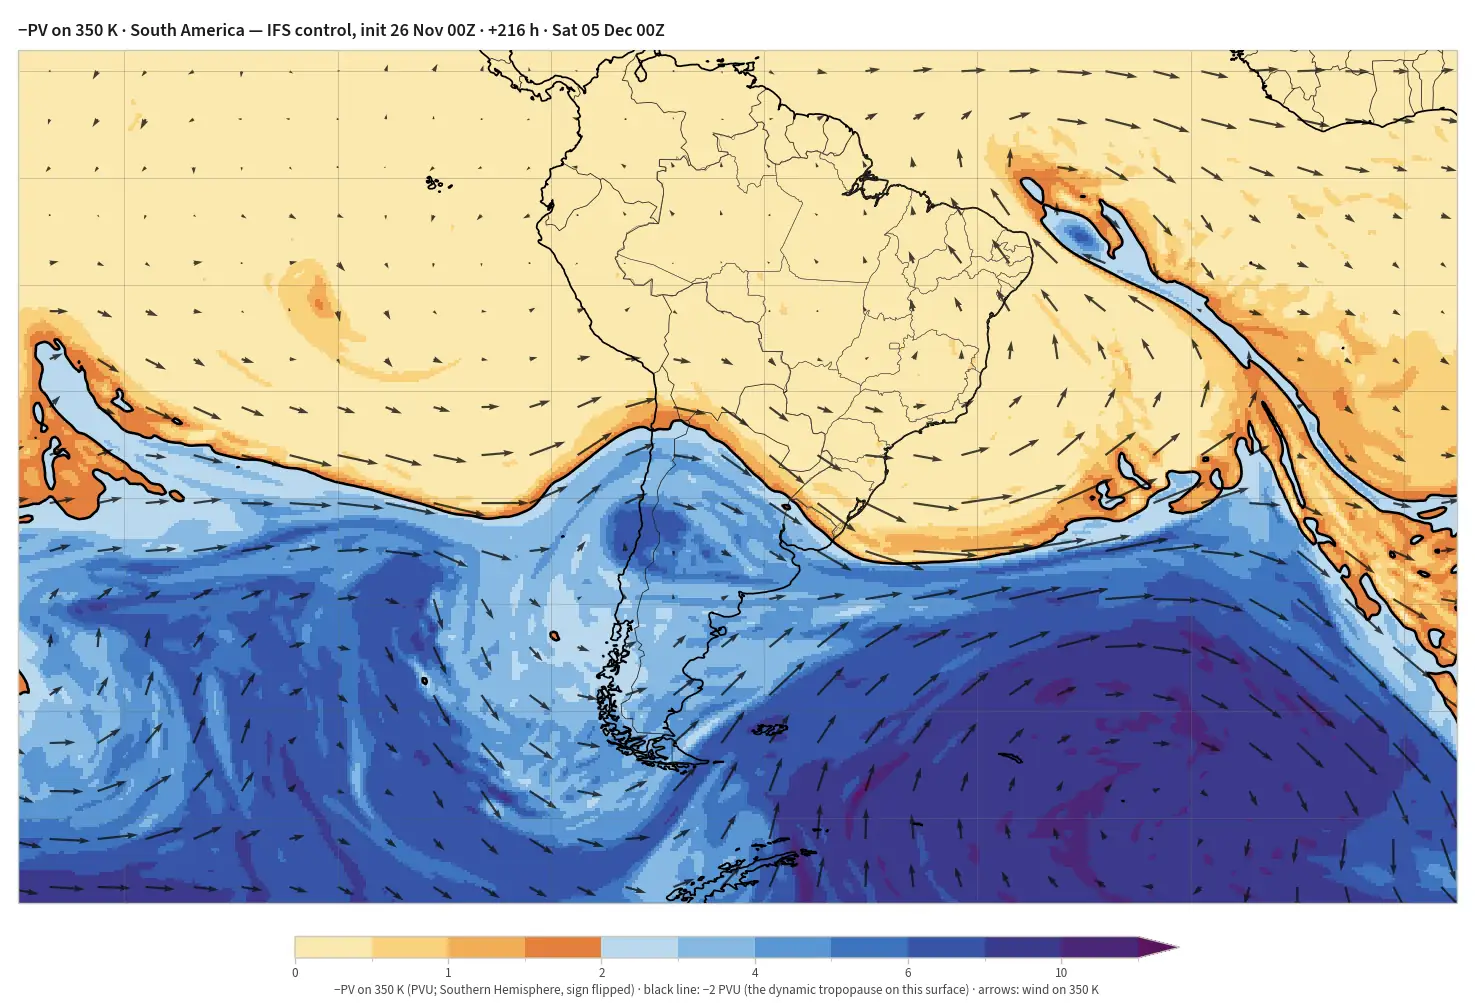 −PV on 350 K · South America — IFS control, init 26 Nov 00Z · +216 h · Sat 05 Dec 00Z
0 1 2 4 6 10
−PV on 350 K (PVU; Southern Hemisphere, sign flipped) · black line: −2 PVU (the dynamic tropopause on this surface) · arrows: wind on 350 K